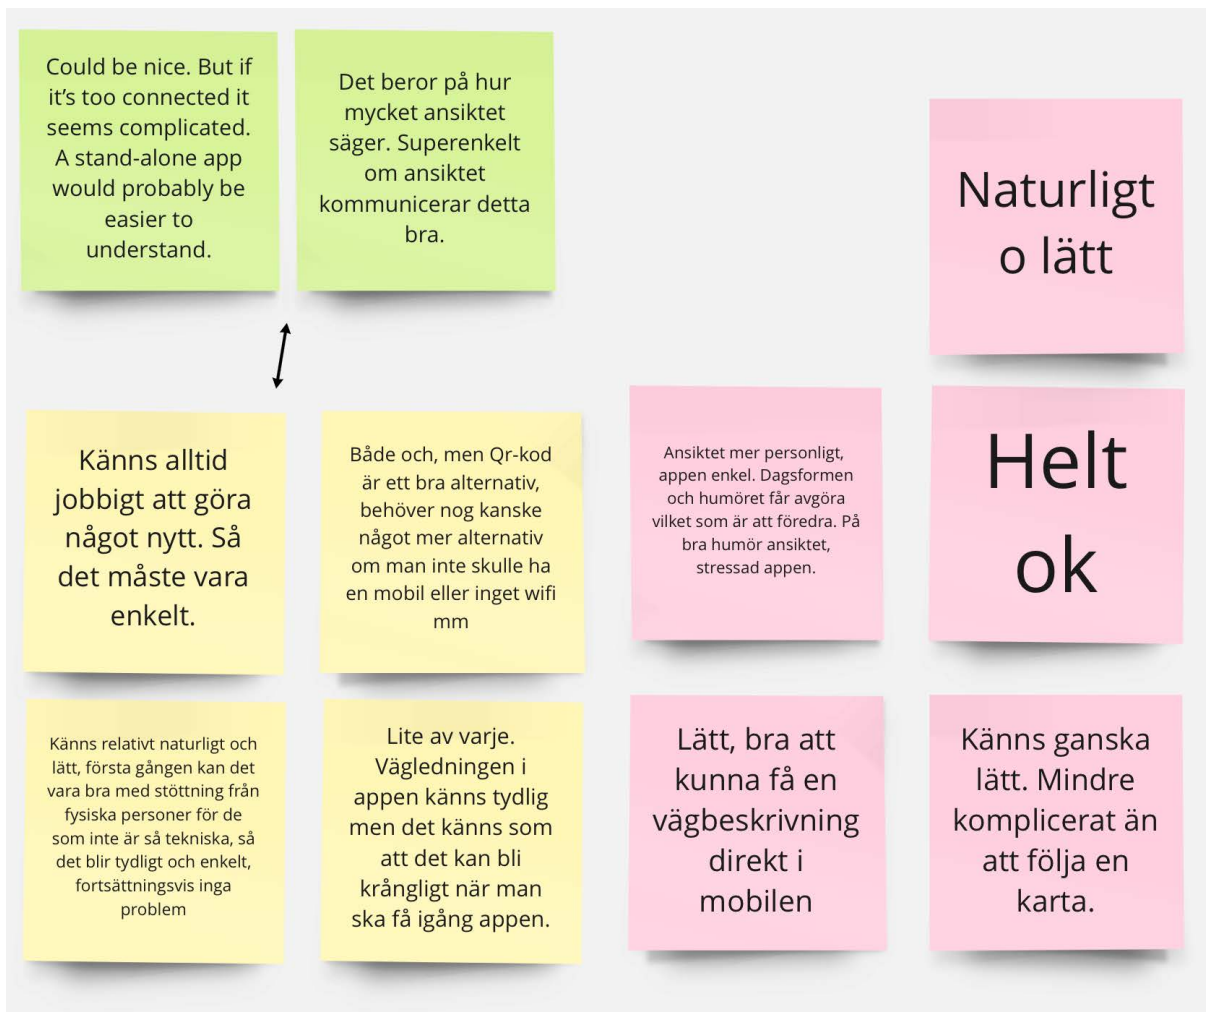 Could be nice. But if
it’s too connected it
seems complicated.
A stand-alone app
would probably be
easier to
understand.
Det beror på hur
mycket ansiktet
säger. Superenkelt
om ansiktet
kommunicerar detta
bra.
Naturligt
o lätt
Känns alltid
jobbigt att göra
något nytt. Så
det måste vara
enkelt.
Både och, men Qr-kod
är ett bra alternativ,
behöver nog kanske
något mer alternativ
om man inte skulle ha
en mobil eller inget wifi
mm
Ansiktet mer personligt,
appen enkel. Dagsformen
och humöret får avgöra
vilket som är att föredra. På
bra humör ansiktet,
stressad appen.
Helt
ok
Känns relativt naturligt och
lätt, första gången kan det
vara bra med stöttning från
fysiska personer för de
som inte är så tekniska, så
det blir tydligt och enkelt,
fortsättningsvis inga
problem
Lite av varje.
Vägledningen i
appen känns tydlig
men det känns som
att det kan bli
krångligt när man
ska få igång appen.
Lätt, bra att
kunna få en
vägbeskrivning
direkt i
mobilen
Känns ganska
lätt. Mindre
komplicerat än
att följa en
karta.